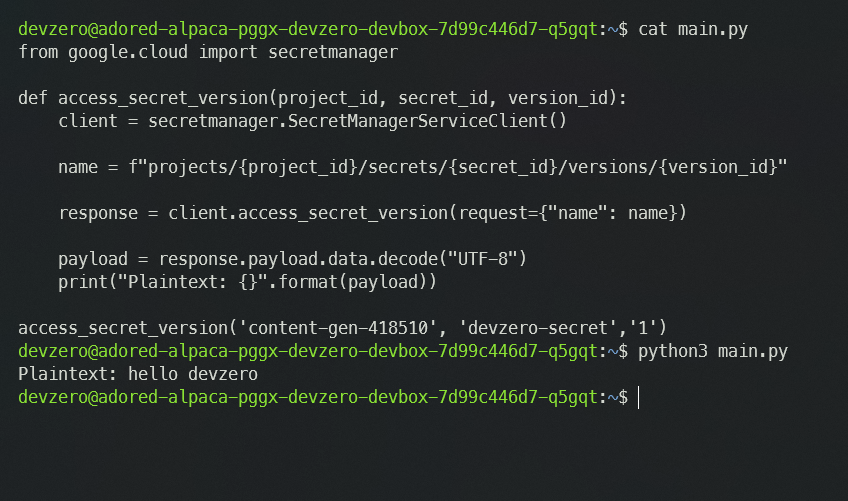 devzero@adored-alpaca-pggx-devzero-devbox-7d99c446d7-q5gqt:~$ cat main.py
from google.cloud import secretmanager

def access_secret_version(project_id, secret_id, version_id):
    client = secretmanager.SecretManagerServiceClient()

    name = f"projects/{project_id}/secrets/{secret_id}/versions/{version_id}"

    response = client.access_secret_version(request={"name": name})

    payload = response.payload.data.decode("UTF-8")
    print("Plaintext: {}".format(payload))

access_secret_version('content-gen-418510', 'devzero-secret','1')
devzero@adored-alpaca-pggx-devzero-devbox-7d99c446d7-q5gqt:~$ python3 main.py
Plaintext: hello devzero
devzero@adored-alpaca-pggx-devzero-devbox-7d99c446d7-q5gqt:~$